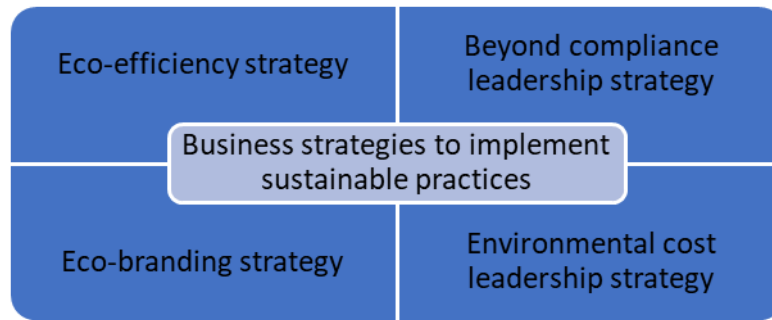 Eco-efficiency strategy
Beyond compliance
leadership strategy
Business strategies to implement
sustainable practices
Eco-branding strategy
Environmental cost
leadership strategy